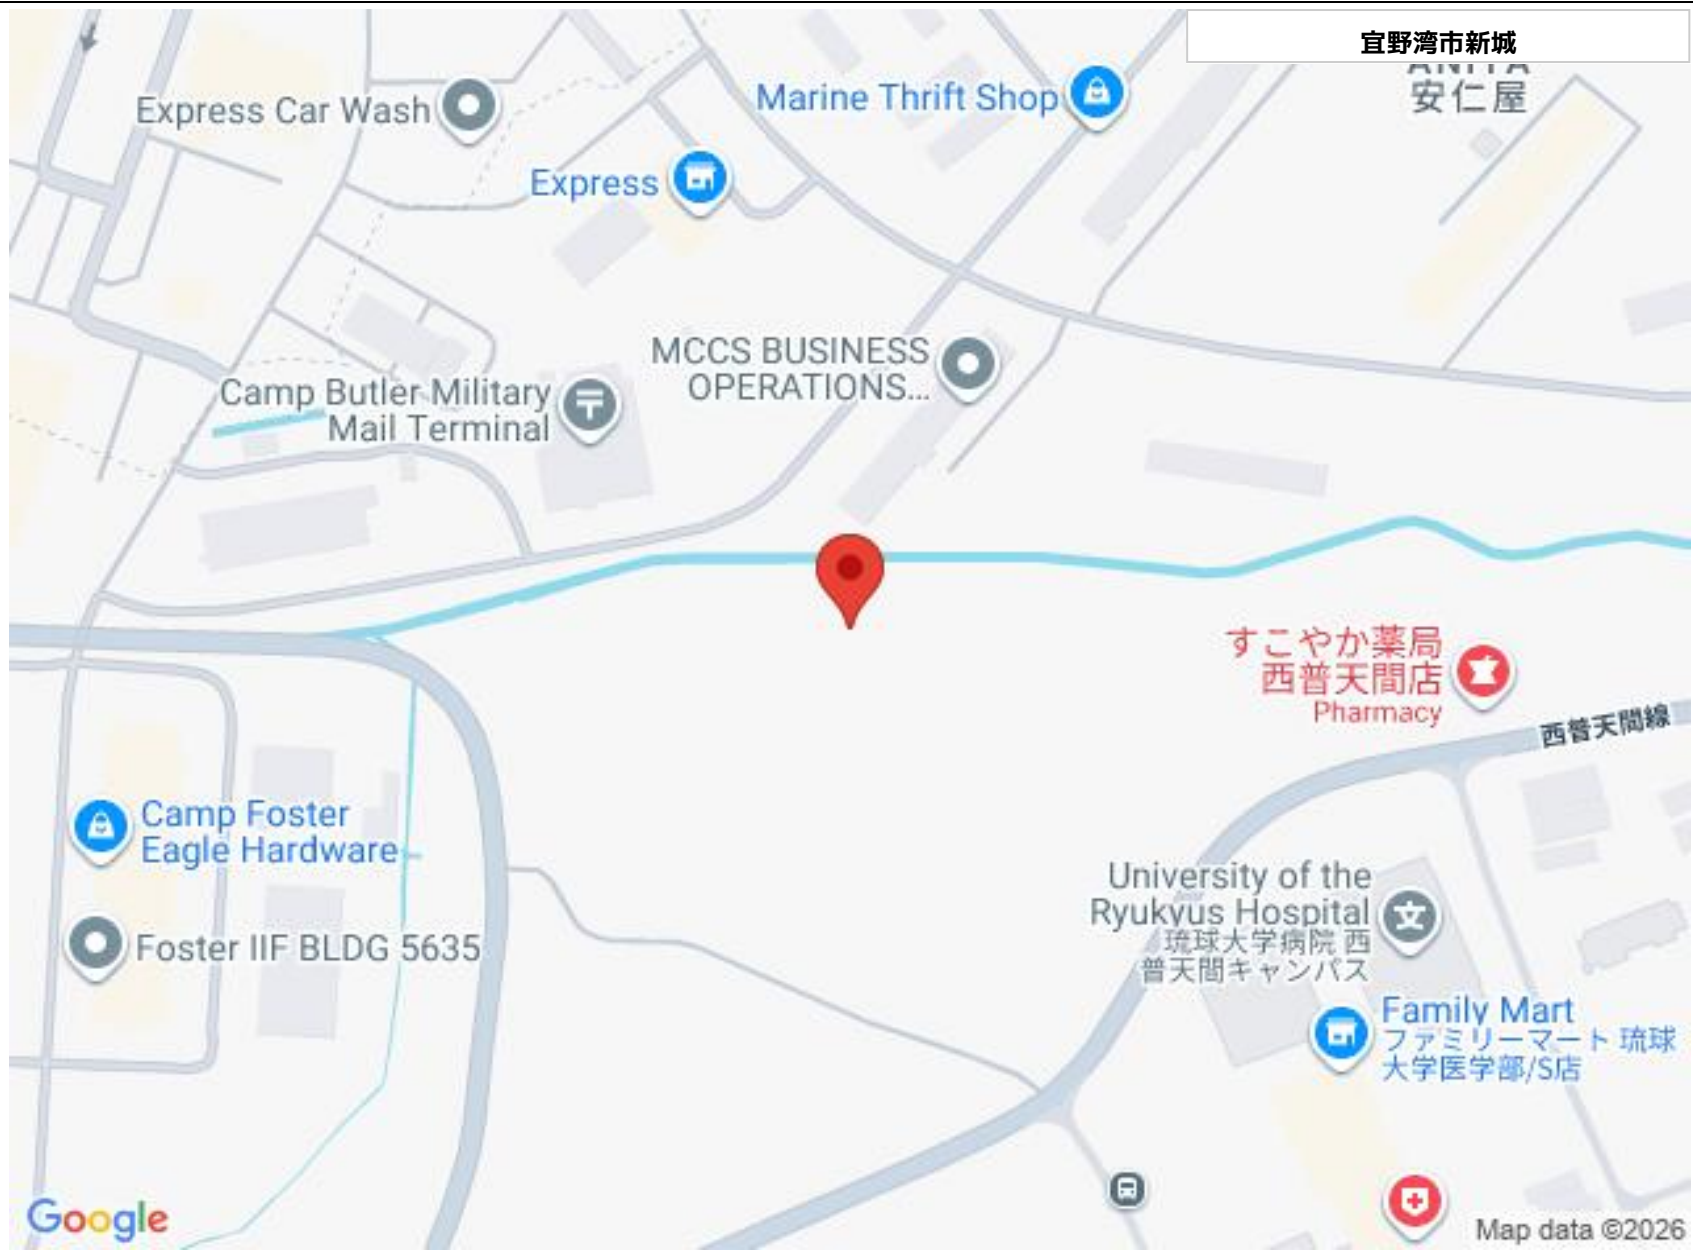 宜野湾市新城
安仁屋
Express Car Wash
Marine Thrift Shop
Express
MCCS BUSINESS
OPERATIONS...
Camp Butler Military
Mail Terminal
すこやか薬局
西普天間店
Pharmacy
西普天間線
Camp Foster
Eagle Hardware
University of the
Ryukyus Hospital
琉球大学病院 西
普天間キャンパス
Foster IIF BLDG 5635
Family Mart
ファミリーマート 琉球
大学医学部/S店
Google
Map data ©2026